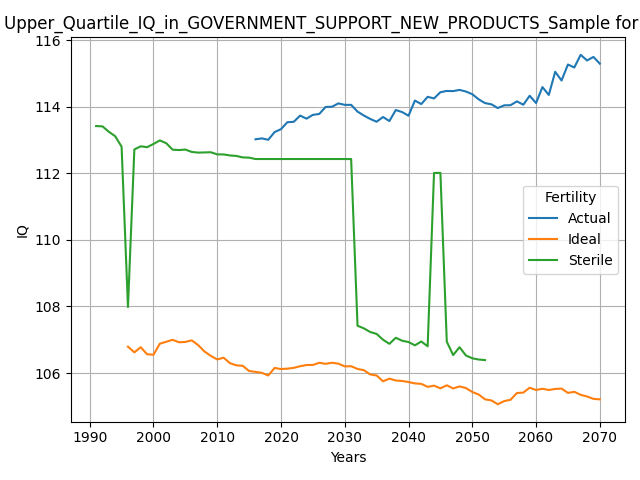 Upper_Quartile_IQ_in_GOVERNMENT_SUPPORT_NEW_PRODUCTS_Sample for
116
114
112
110
108
106
IQ
Fertility
Actual
Ideal
Sterile
1990 2000 2010 2020 2030 2040 2050 2060 2070
Years